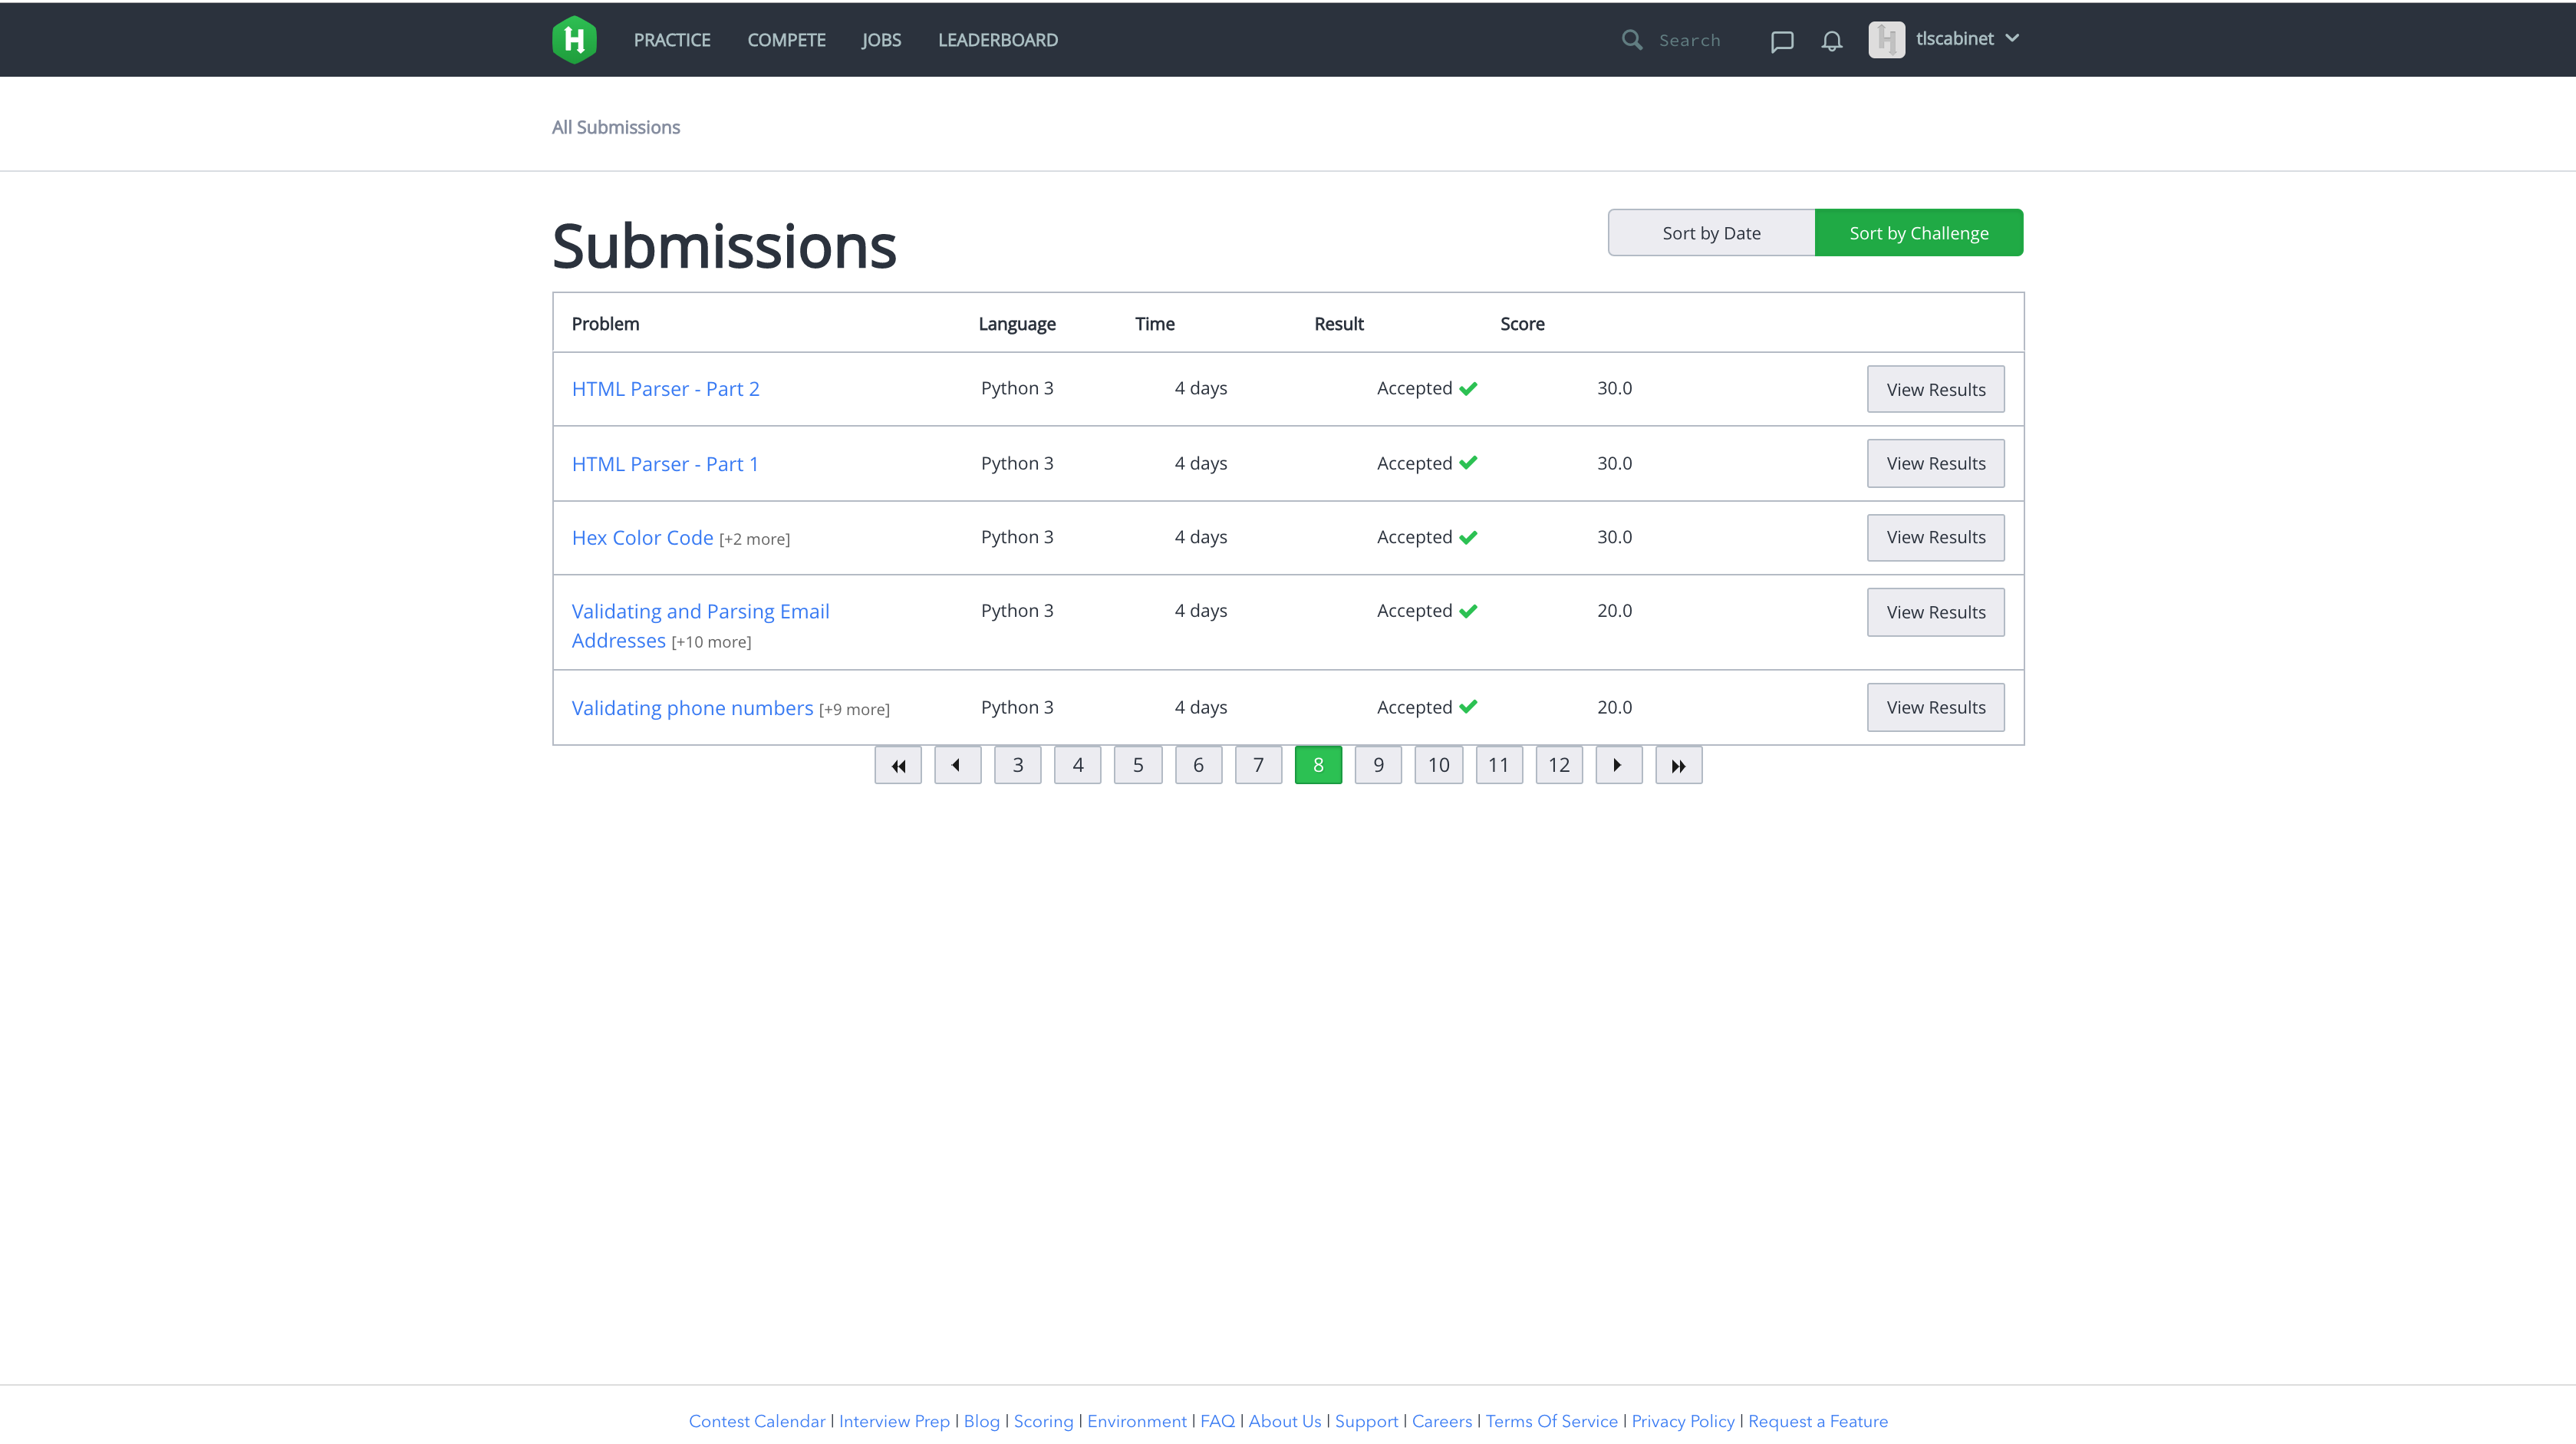 PRACTICE COMPETE JOBS LEADERBOARD Search tlscabinet
All Submissions
Submissions
Sort by Date Sort by Challenge
Problem Language Time Result Score
HTML Parser - Part 2 Python 3 4 days Accepted 30.0 View Results
HTML Parser - Part 1 Python 3 4 days Accepted 30.0 View Results
Hex Color Code [+2 more] Python 3 4 days Accepted 30.0 View Results
Validating and Parsing Email Python 3 4 days Accepted 20.0 View Results
Addresses [+10 more]
Validating phone numbers [+9 more] Python 3 4 days Accepted 20.0 View Results
3 4 5 6 7 8 9 10 11 12
Contest Calendar | Interview Prep | Blog | Scoring | Environment | FAQ | About Us | Support | Careers | Terms Of Service | Privacy Policy | Request a Feature